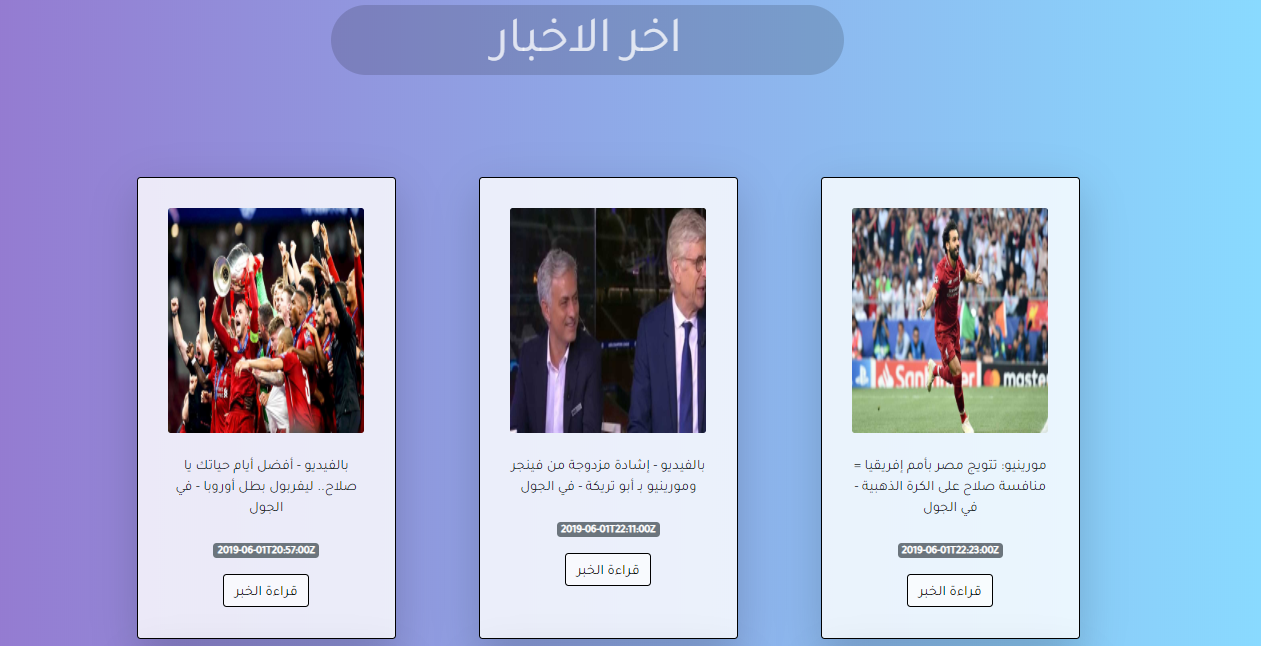 اخر الاخبار
مورينيو: تتويج مصر بأمم إفريقيا =
منافسة صلاح على الكرة الذهبية -
في الجول
2019-06-01T22:23:00Z
قراءة الخبر
بالفيديو - إشادة مزدوجة من فينجر
ومورينيو بـ أبو تريكة - في الجول
2019-06-01T22:11:00Z
قراءة الخبر
بالفيديو - أفضل أيام حياتك يا
صلاح.. ليفربول بطل أوروبا - في
الجول
2019-06-01T20:57:00Z
قراءة الخبر